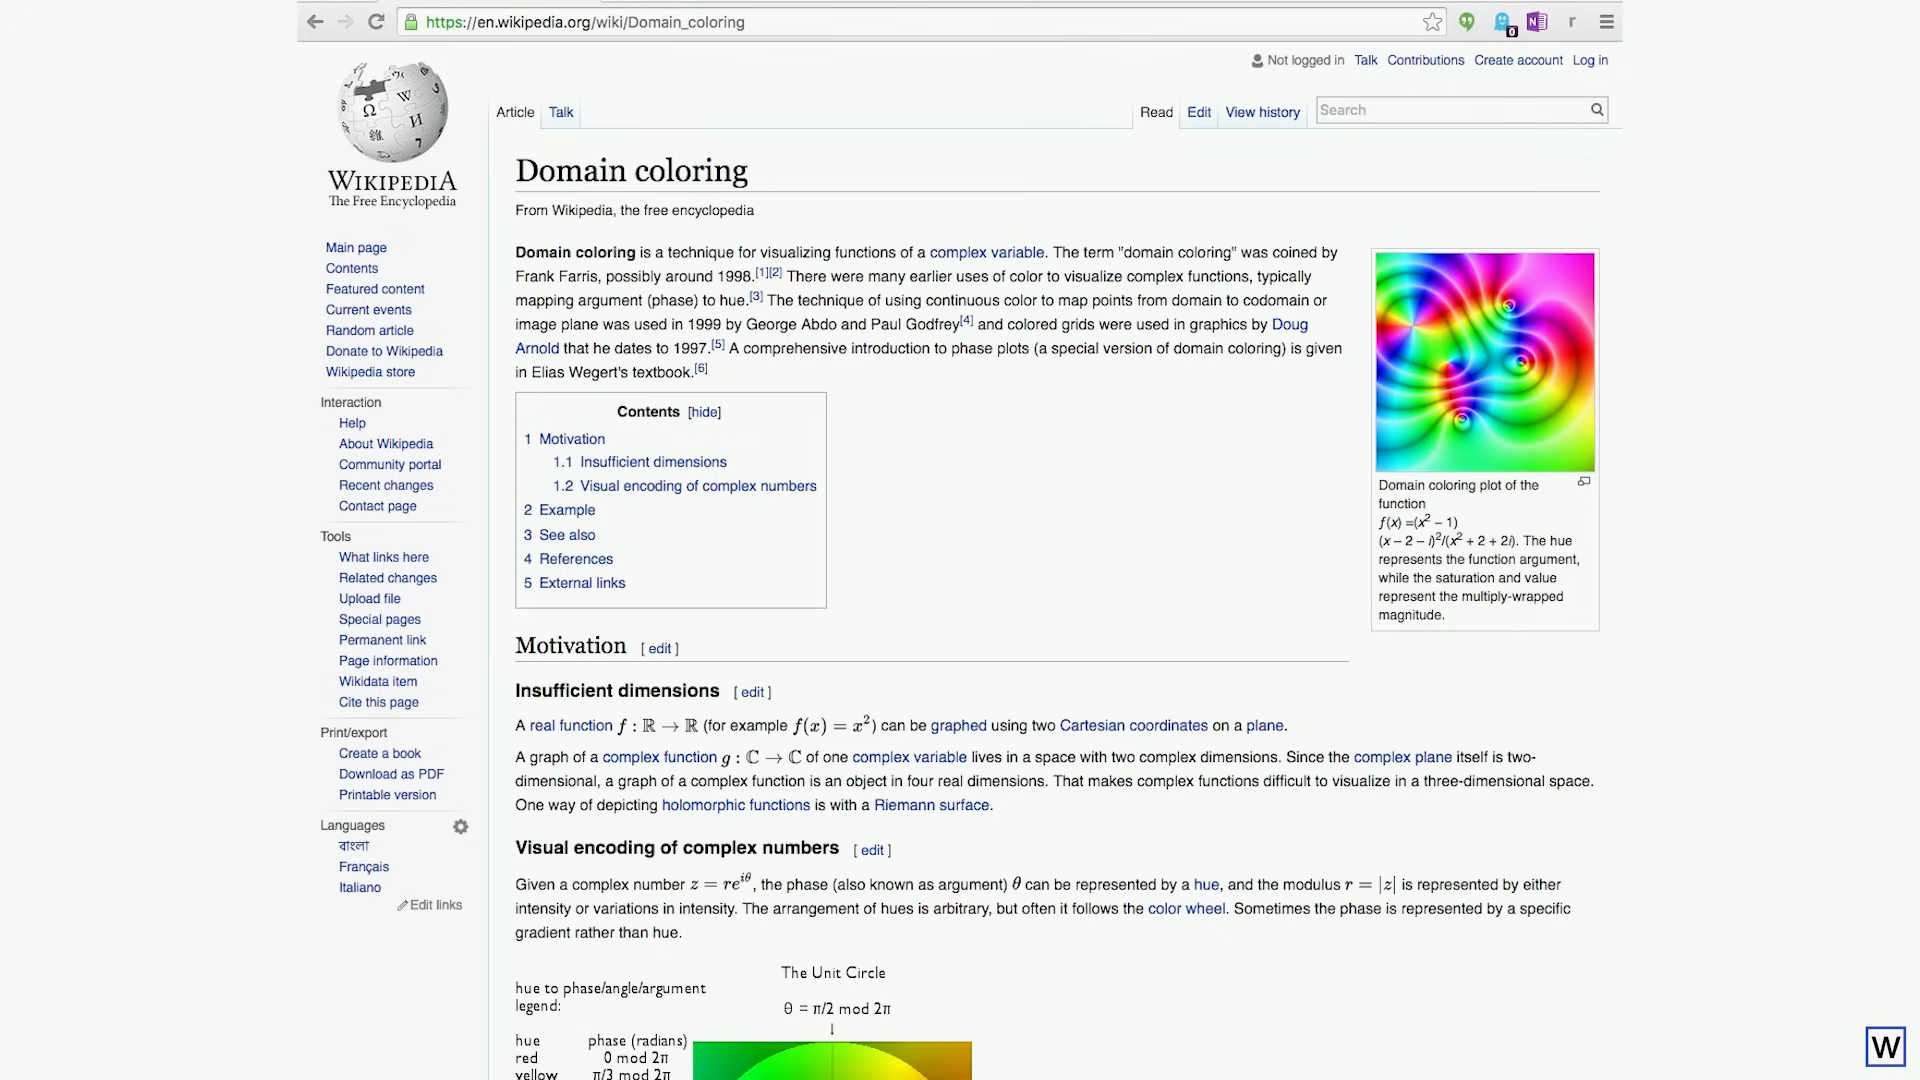 https://en.wikipedia.org/wiki/Domain_coloring
0
N
r
Not logged in Talk Contributions Create account Log in
Article Talk
Read Edit View history
Search
Ω W И 維 7
WIKIPEDIA
The Free Encyclopedia
Main page
Contents
Featured content
Current events
Random article
Donate to Wikipedia
Wikipedia store
Interaction
Help
About Wikipedia
Community portal
Recent changes
Contact page
Tools
What links here
Related changes
Upload file
Special pages
Permanent link
Page information
Wikidata item
Cite this page
Print/export
Create a book
Download as PDF
Printable version
Languages
বাংলা
Français
Italiano
Edit links
Domain coloring
From Wikipedia, the free encyclopedia
Domain coloring is a technique for visualizing functions of a complex variable. The term "domain coloring" was coined by
Frank Farris, possibly around 1998.[1][2] There were many earlier uses of color to visualize complex functions, typically
mapping argument (phase) to hue.[3] The technique of using continuous color to map points from domain to codomain or
image plane was used in 1999 by George Abdo and Paul Godfrey[4] and colored grids were used in graphics by Doug
Arnold that he dates to 1997.[5] A comprehensive introduction to phase plots (a special version of domain coloring) is given
in Elias Wegert's textbook.[6]
Contents [hide]
1 Motivation
1.1 Insufficient dimensions
1.2 Visual encoding of complex numbers
2 Example
3 See also
4 References
5 External links
Domain coloring plot of the
function
f(x) =(x² − 1)
(x − 2 − i)²/(x² + 2 + 2i). The hue
represents the function argument,
while the saturation and value
represent the multiply-wrapped
magnitude.
Motivation [ edit ]
Insufficient dimensions [ edit ]
A real function f : ℝ → ℝ (for example f(x) = x²) can be graphed using two Cartesian coordinates on a plane.
A graph of a complex function g : ℂ → ℂ of one complex variable lives in a space with two complex dimensions. Since the complex plane itself is two-
dimensional, a graph of a complex function is an object in four real dimensions. That makes complex functions difficult to visualize in a three-dimensional space.
One way of depicting holomorphic functions is with a Riemann surface.
Visual encoding of complex numbers [ edit ]
Given a complex number z = re^{iθ}, the phase (also known as argument) θ can be represented by a hue, and the modulus r = |z| is represented by either
intensity or variations in intensity. The arrangement of hues is arbitrary, but often it follows the color wheel. Sometimes the phase is represented by a specific
gradient rather than hue.
The Unit Circle
hue to phase/angle/argument
legend:
θ = π/2 mod 2π
↓
hue phase (radians)
red 0 mod 2π
yellow π/3 mod 2π
W